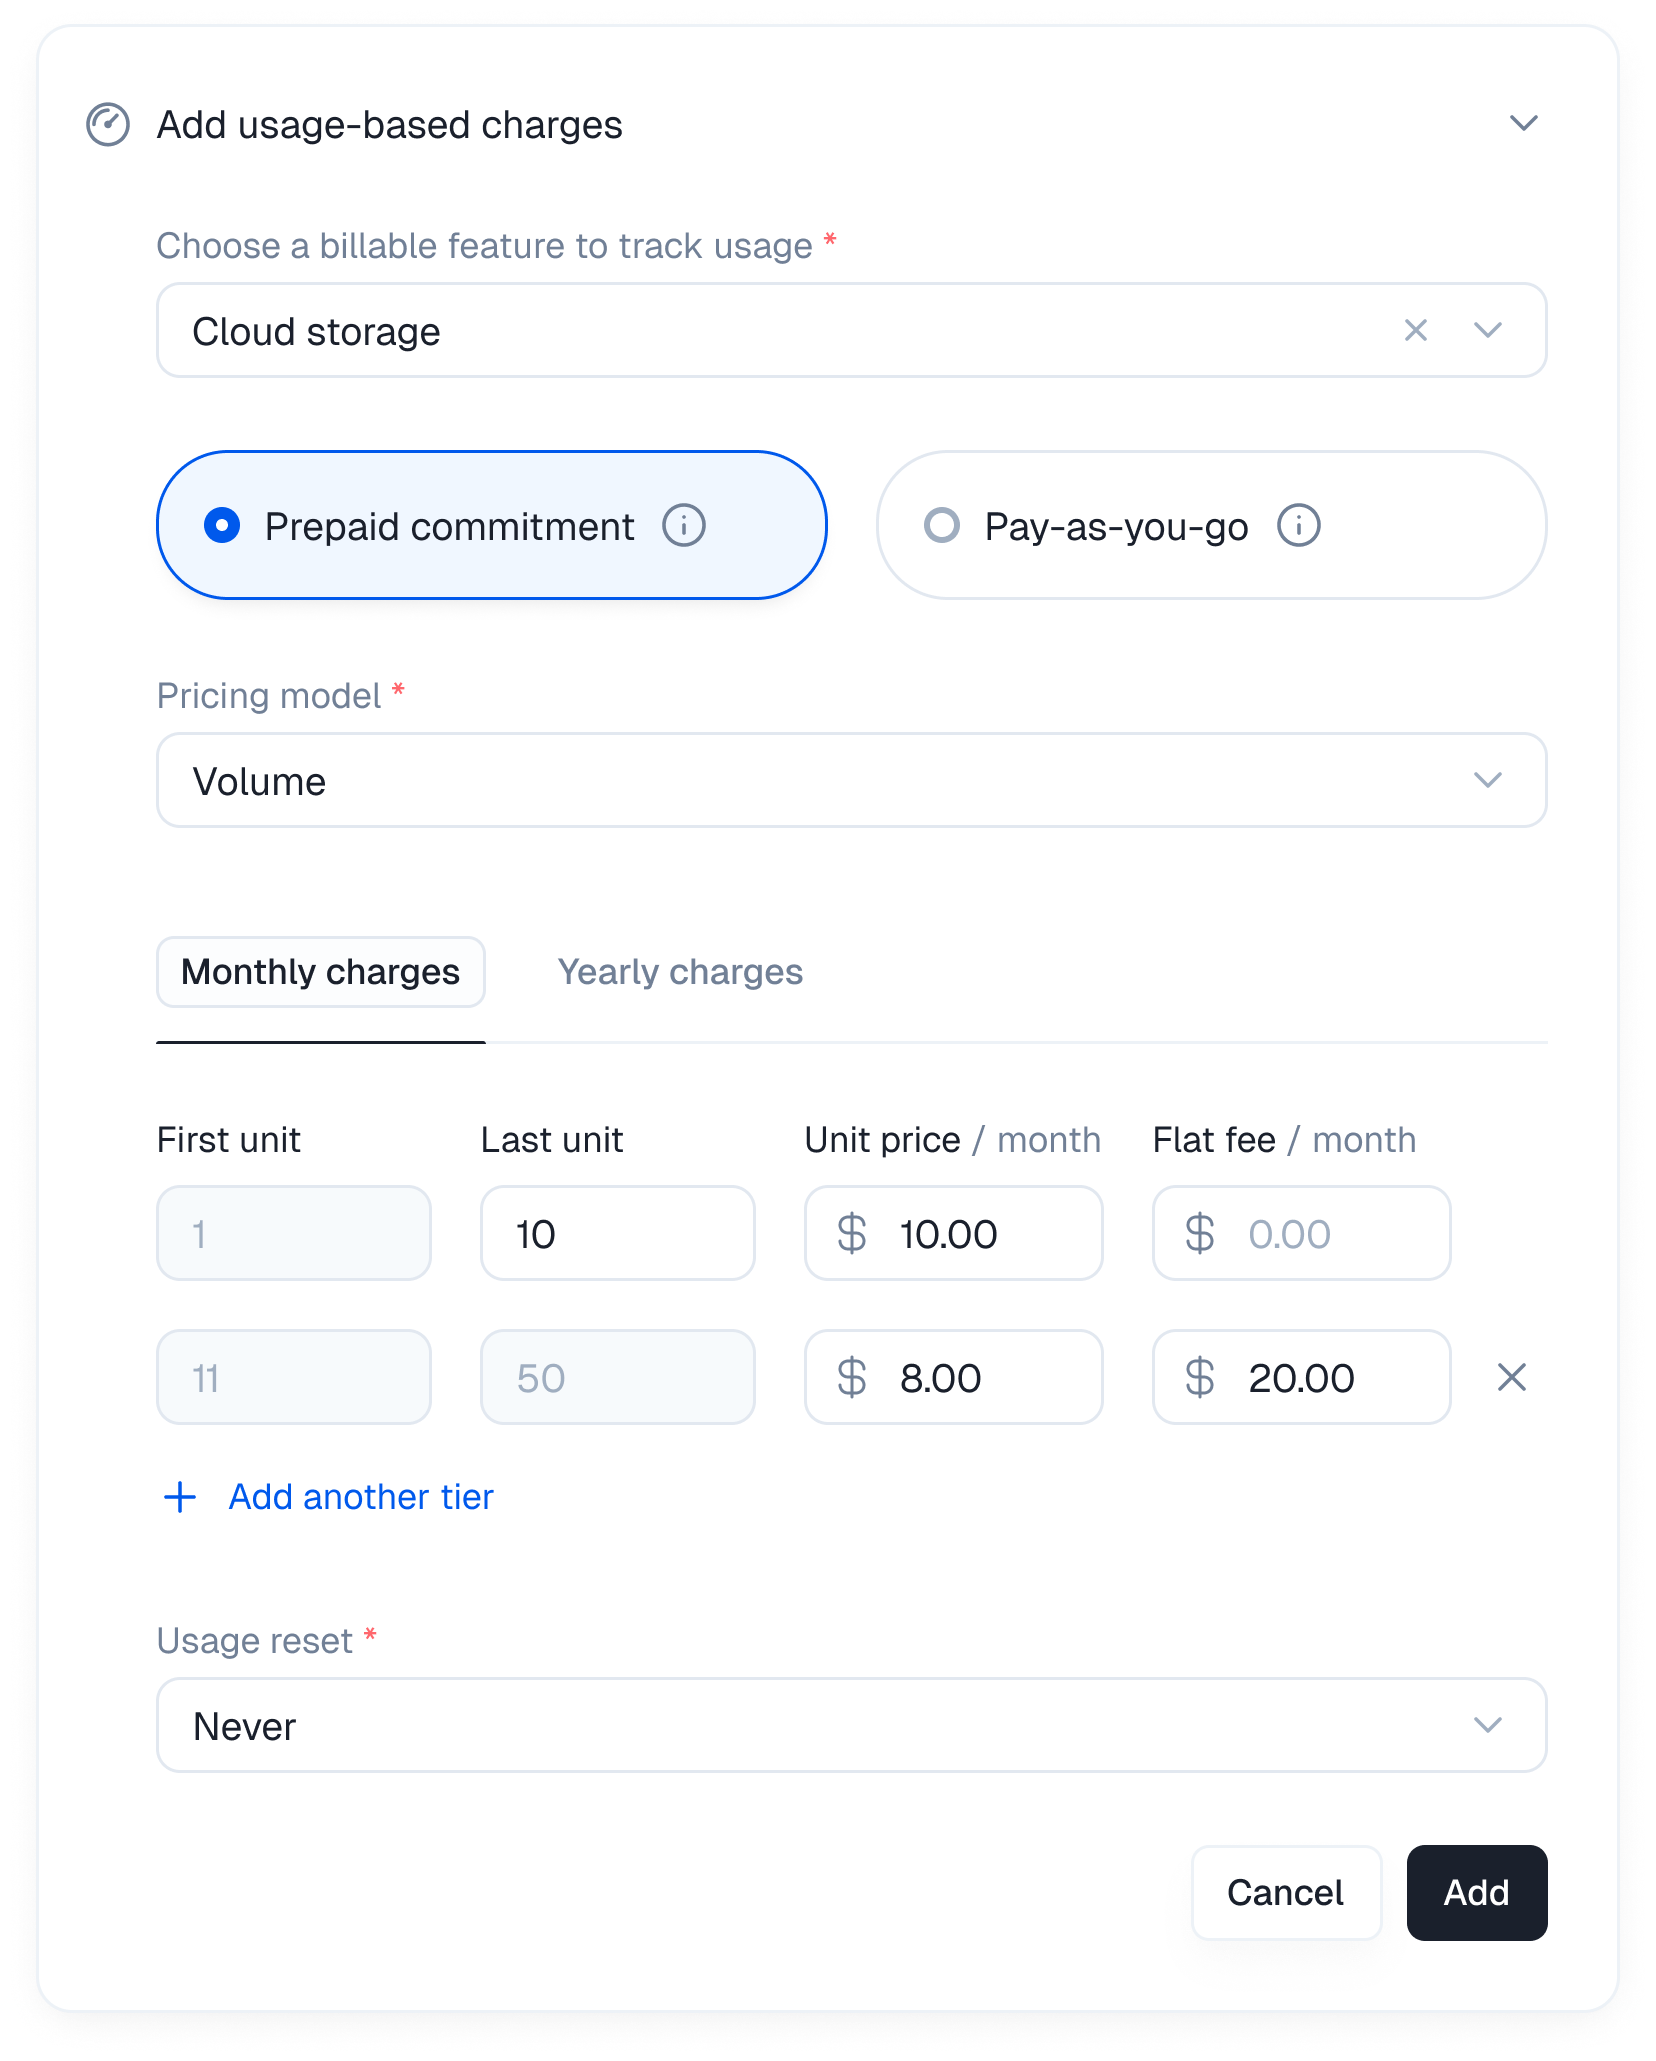 Add usage-based charges
Choose a billable feature to track usage *
Cloud storage
Prepaid commitment
Pay-as-you-go
Pricing model *
Volume
Monthly charges
Yearly charges
First unit
Last unit
Unit price / month
Flat fee / month
1
10
$ 10.00
$ 0.00
11
50
$ 8.00
$ 20.00
+ Add another tier
Usage reset *
Never
Cancel
Add